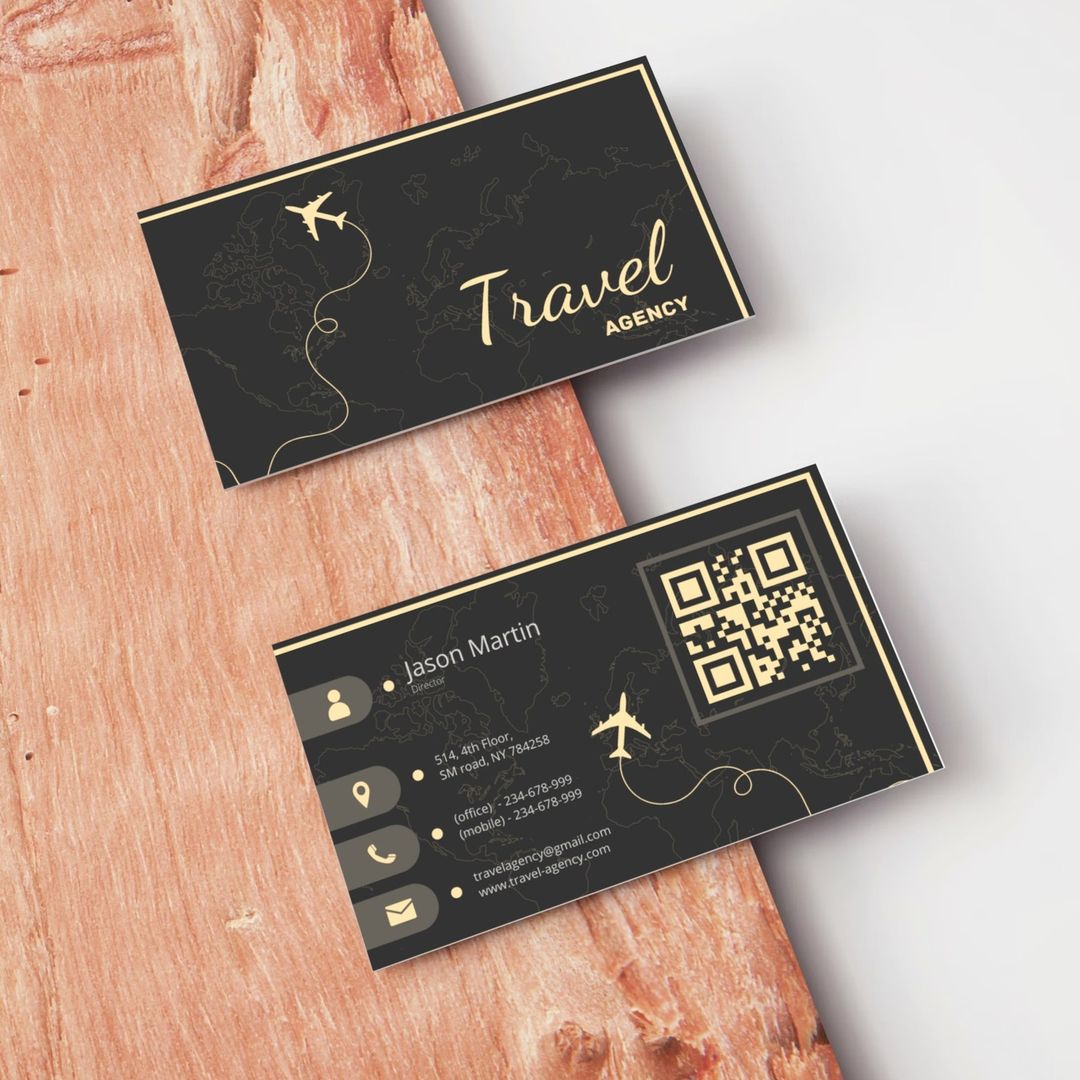 Travel
AGENCY
Jason Martin
Director
514, 4th Floor,
SM road, NY 784258
(office) - 234-678-999
(mobile) - 234-678-999
travelagency@gmail.com
www.travel-agency.com